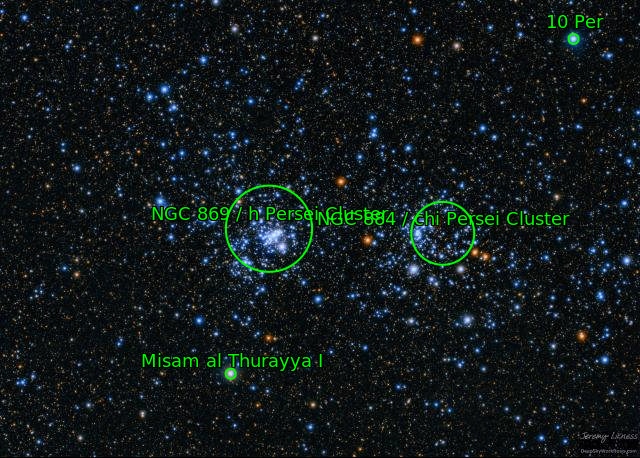 10 Per
NGC 869 / h Persei Cluster
NGC 884 / chi Persei Cluster
Misam al Thurayya I
Jeremy Likness
DeepSkyWorkflows.com